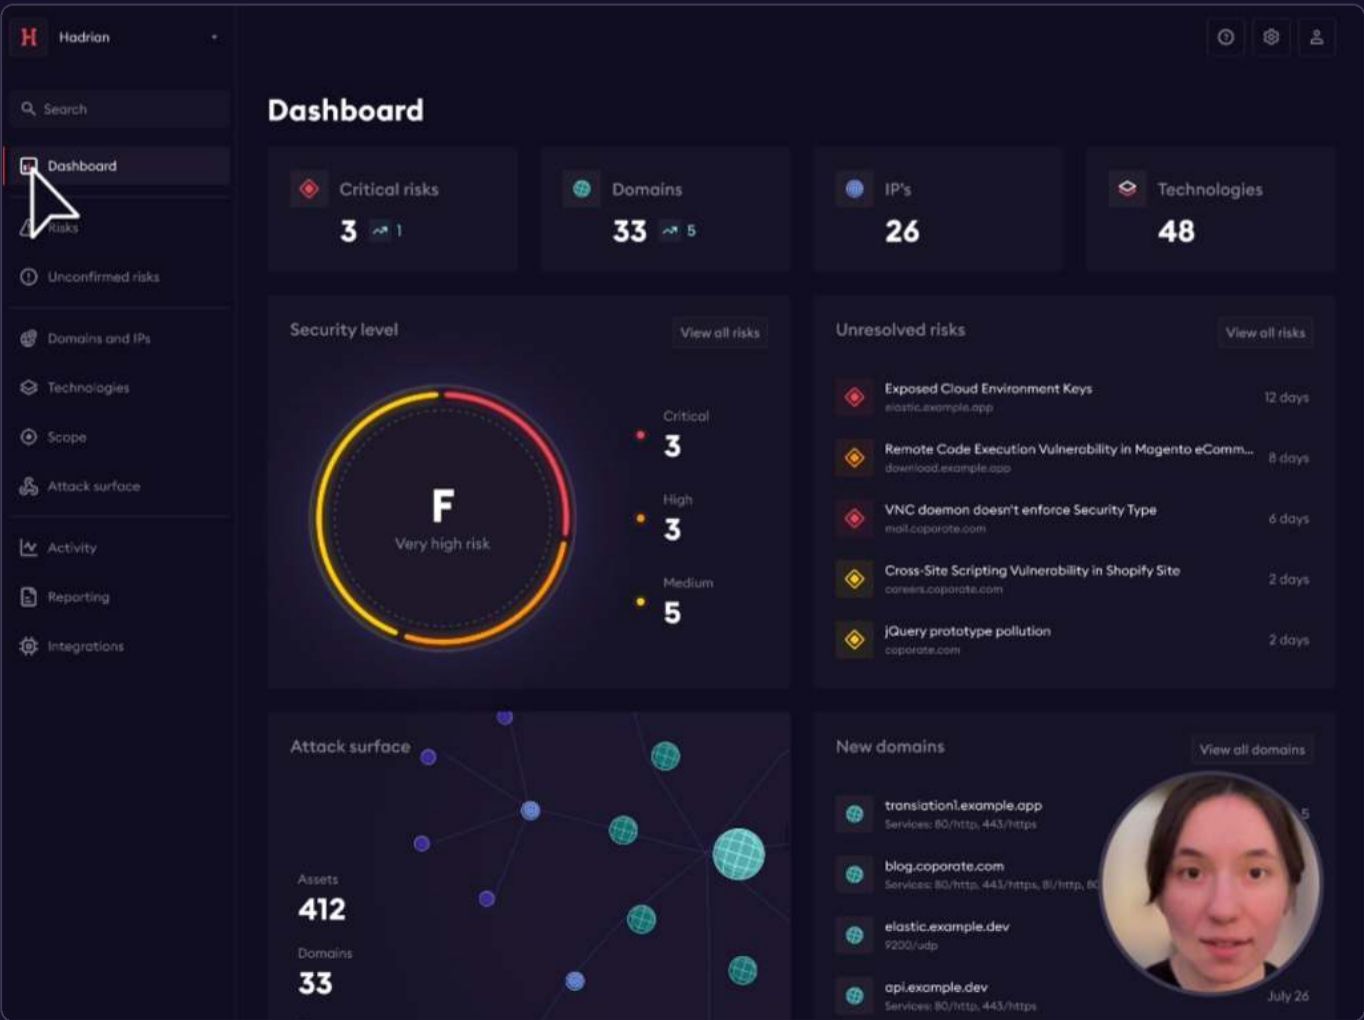 H Hadrian
Search
Dashboard
Risks
Unconfirmed risks
Domains and IPs
Technologies
Scope
Attack surface
Activity
Reporting
Integrations
Dashboard
Critical risks
3 1
Domains
33 5
IP's
26
Technologies
48
Security level
View all risks
F
Very high risk
Critical
3
High
3
Medium
5
Unresolved risks
View all risks
Exposed Cloud Environment Keys
elastic.example.app
12 days
Remote Code Execution Vulnerability in Magento eComm...
download.example.app
8 days
VNC daemon doesn't enforce Security Type
mail.coporate.com
6 days
Cross-Site Scripting Vulnerability in Shopify Site
careers.coporate.com
2 days
jQuery prototype pollution
coporate.com
2 days
Attack surface
Assets
412
Domains
33
New domains
View all domains
translation1.example.app
Services: 80/http, 443/https
5
blog.coporate.com
Services: 80/http, 443/https, 81/http, 80
elastic.example.dev
9200/udp
api.example.dev
Services: 80/http, 443/https
July 26